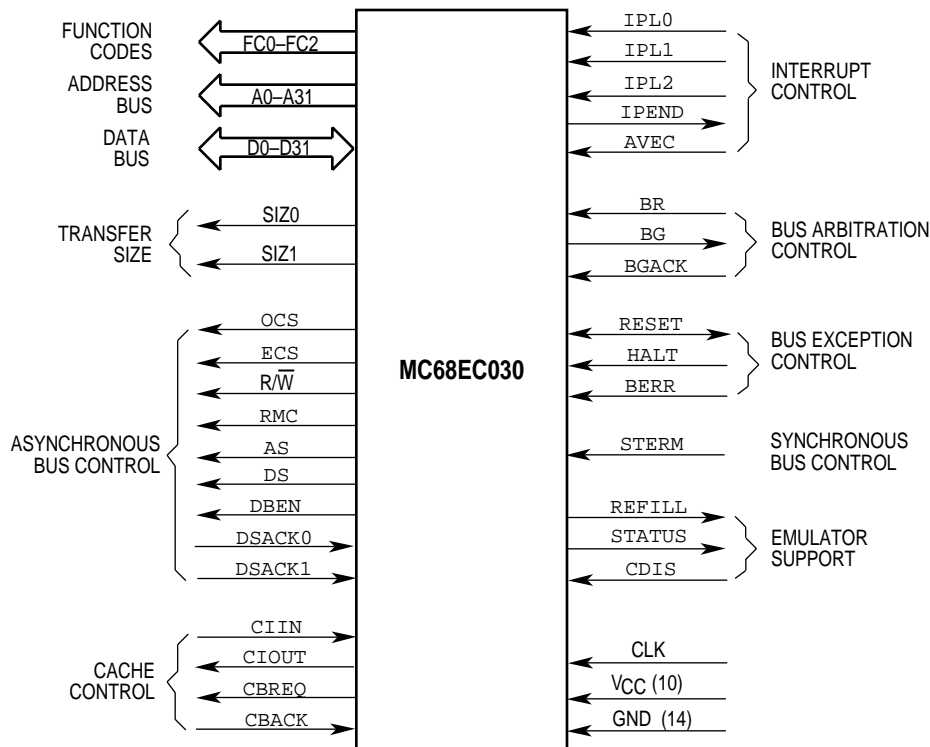 FUNCTION
CODES
FC0–FC2
ADDRESS
BUS
A0–A31
DATA
BUS
D0–D31
TRANSFER
SIZE
SIZ0
SIZ1
ASYNCHRONOUS
BUS CONTROL
OCS
ECS
R/W̅
RMC
AS
DS
DBEN
DSACK0
DSACK1
CACHE
CONTROL
CIIN
CIOUT
CBREQ
CBACK
MC68EC030
IPL0
IPL1
IPL2
IPEND
AVEC
INTERRUPT
CONTROL
BR
BG
BGACK
BUS ARBITRATION
CONTROL
RESET
HALT
BERR
BUS EXCEPTION
CONTROL
STERM
SYNCHRONOUS
BUS CONTROL
REFILL
STATUS
CDIS
EMULATOR
SUPPORT
CLK
VCC (10)
GND (14)